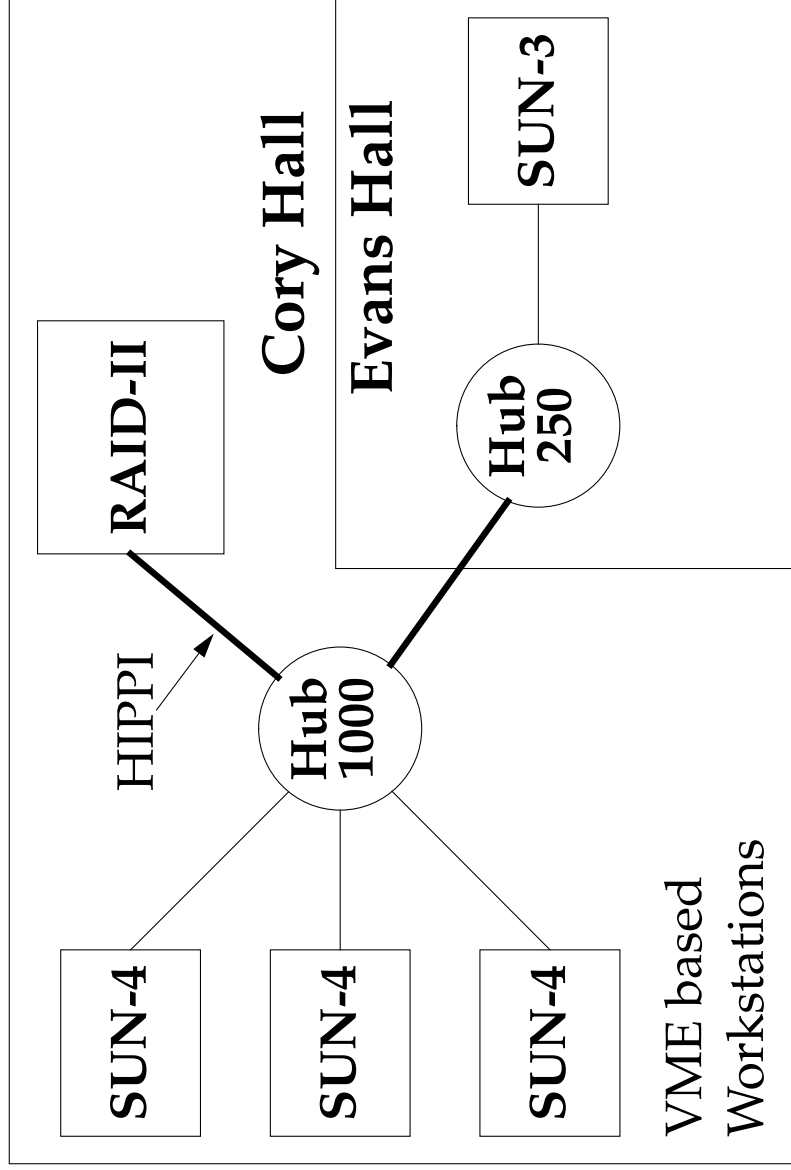 SUN-4
SUN-4
SUN-4
VME based
Workstations
HIPPI
Hub
1000
RAID-II
Cory Hall
Evans Hall
Hub
250
SUN-3